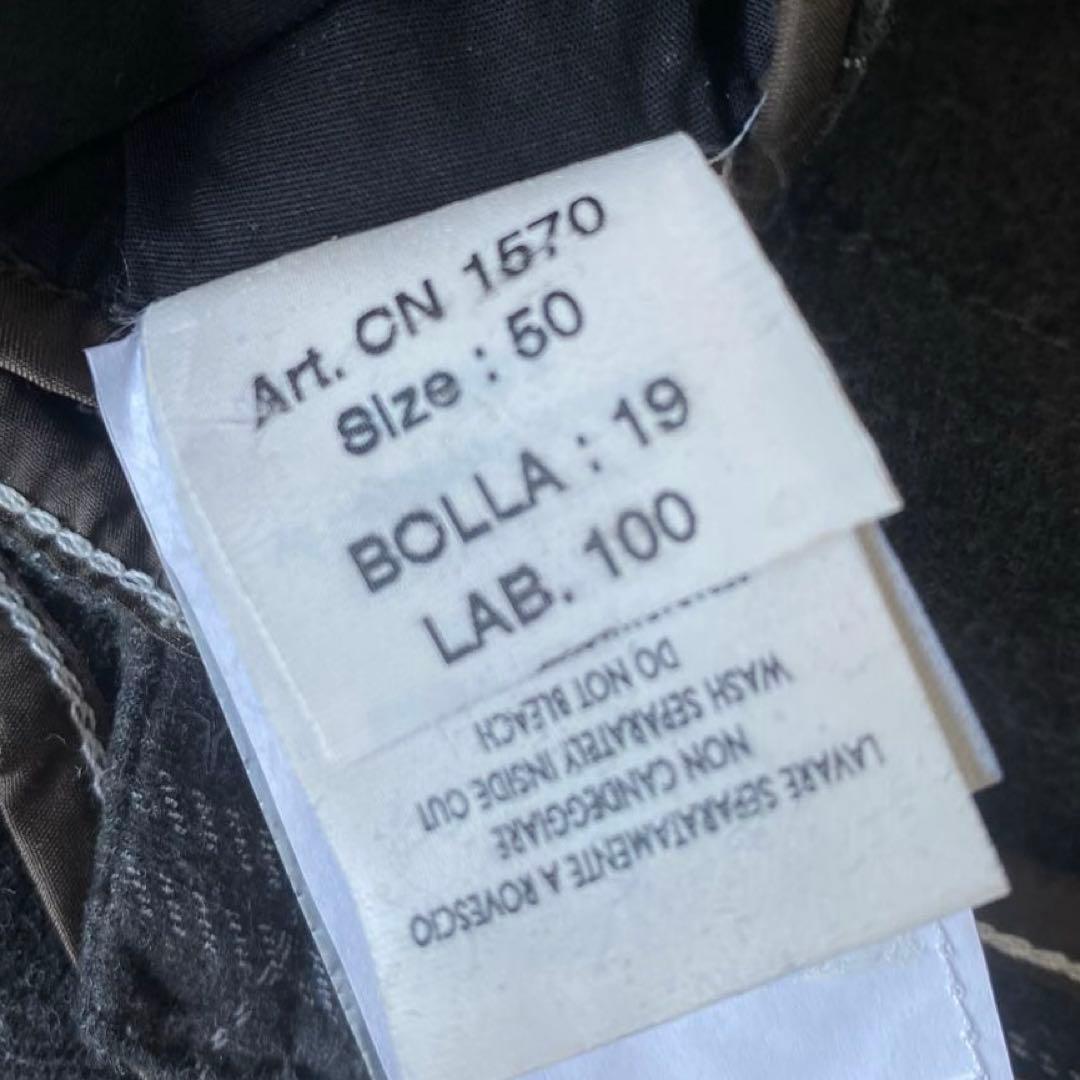 Art. CN 1570
Size : 50
BOLLA : 19
LAB. 100
LAVARE SEPARATAMENTE A ROVESCIO
NON CANDEGGIARE
WASH SEPARATELY INSIDE OUT
DO NOT BLEACH